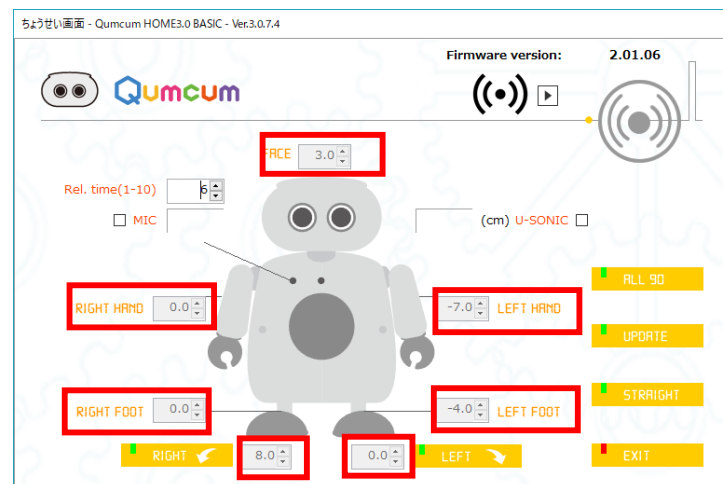 ちょうせい画面 - Qumcum HOME3.0 BASIC - Ver.3.0.7.4
Firmware version: 2.01.06
Qumcum
FACE 3.0
Rel. time(1-10) 6
MIC
(cm) U-SONIC
ALL 90
RIGHT HAND 0.0
-7.0 LEFT HAND
UPDATE
STRAIGHT
RIGHT FOOT 0.0
-4.0 LEFT FOOT
RIGHT 8.0
0.0 LEFT
EXIT